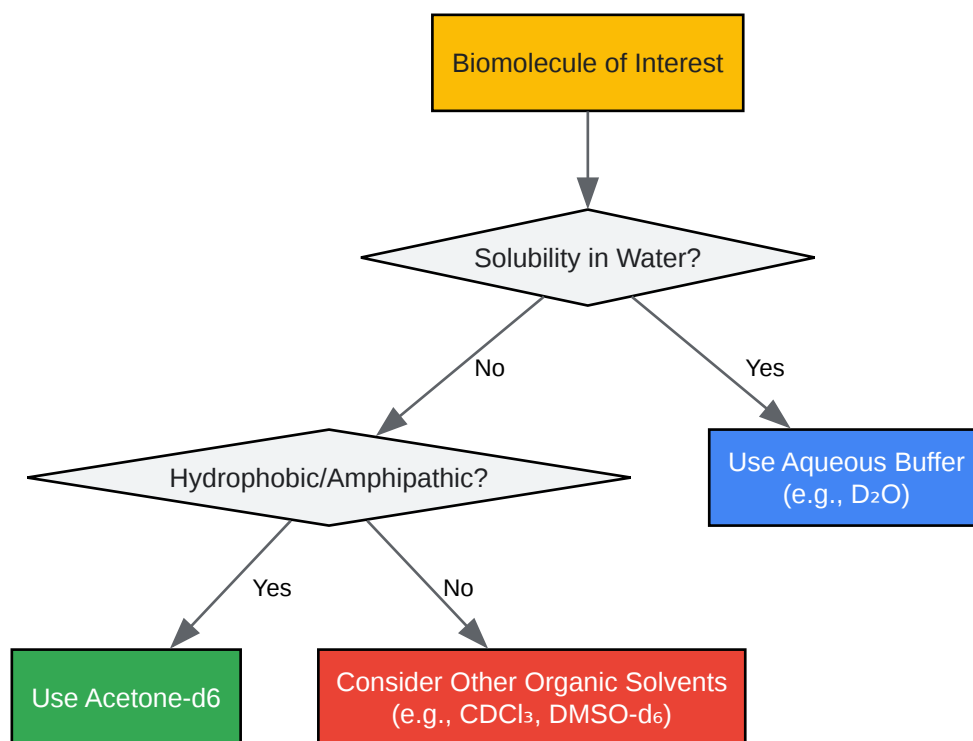 Biomolecule of Interest
Solubility in Water?
No
Yes
Hydrophobic/Amphipathic?
Use Aqueous Buffer
(e.g., D₂O)
Yes
No
Use Acetone-d6
Consider Other Organic Solvents
(e.g., CDCl₃, DMSO-d₆)